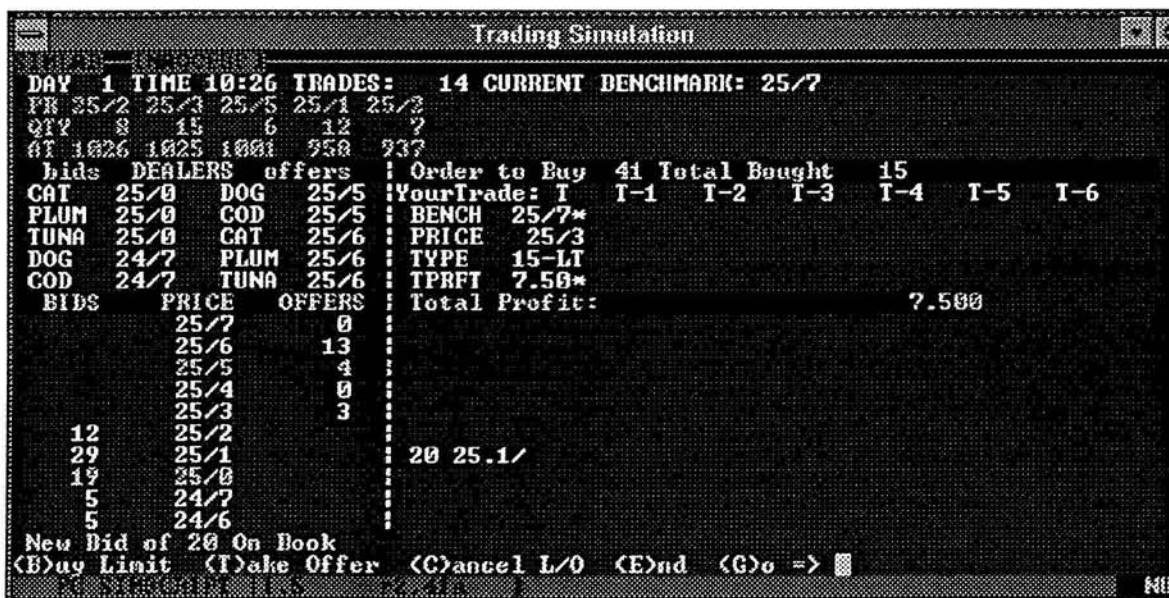 Trading Simulation
DAY 1 TIME 10:26 TRADES: 14 CURRENT BENCHMARK: 25/7
PR 25/2 25/3 25/5 25/1 25/2
QTY 8 15 6 12 7
AT 1026 1025 1001 958 937
bids DEALERS offers Order to Buy 41 Total Bought 15
CAT 25/0 DOG 25/5 YourTrade: T T-1 T-2 T-3 T-4 T-5 T-6
PLUM 25/0 COD 25/5 BENCH 25/7*
TUNA 25/0 CAT 25/6 PRICE 25/3
DOG 24/7 PLUM 25/6 TYPE 15-LT
COD 24/7 TUNA 25/6 TPRFT 7.50*
BIDS PRICE OFFERS Total Profit: 7.500
25/7 0
25/6 13
25/5 4
25/4 0
25/3 3
12 25/2
29 25/1 20 25.1/
19 25/0
5 24/7
5 24/6
New Bid of 20 On Book
<B>uy Limit <T>ake Offer <C>ancel L/O <E>nd <G>o =>